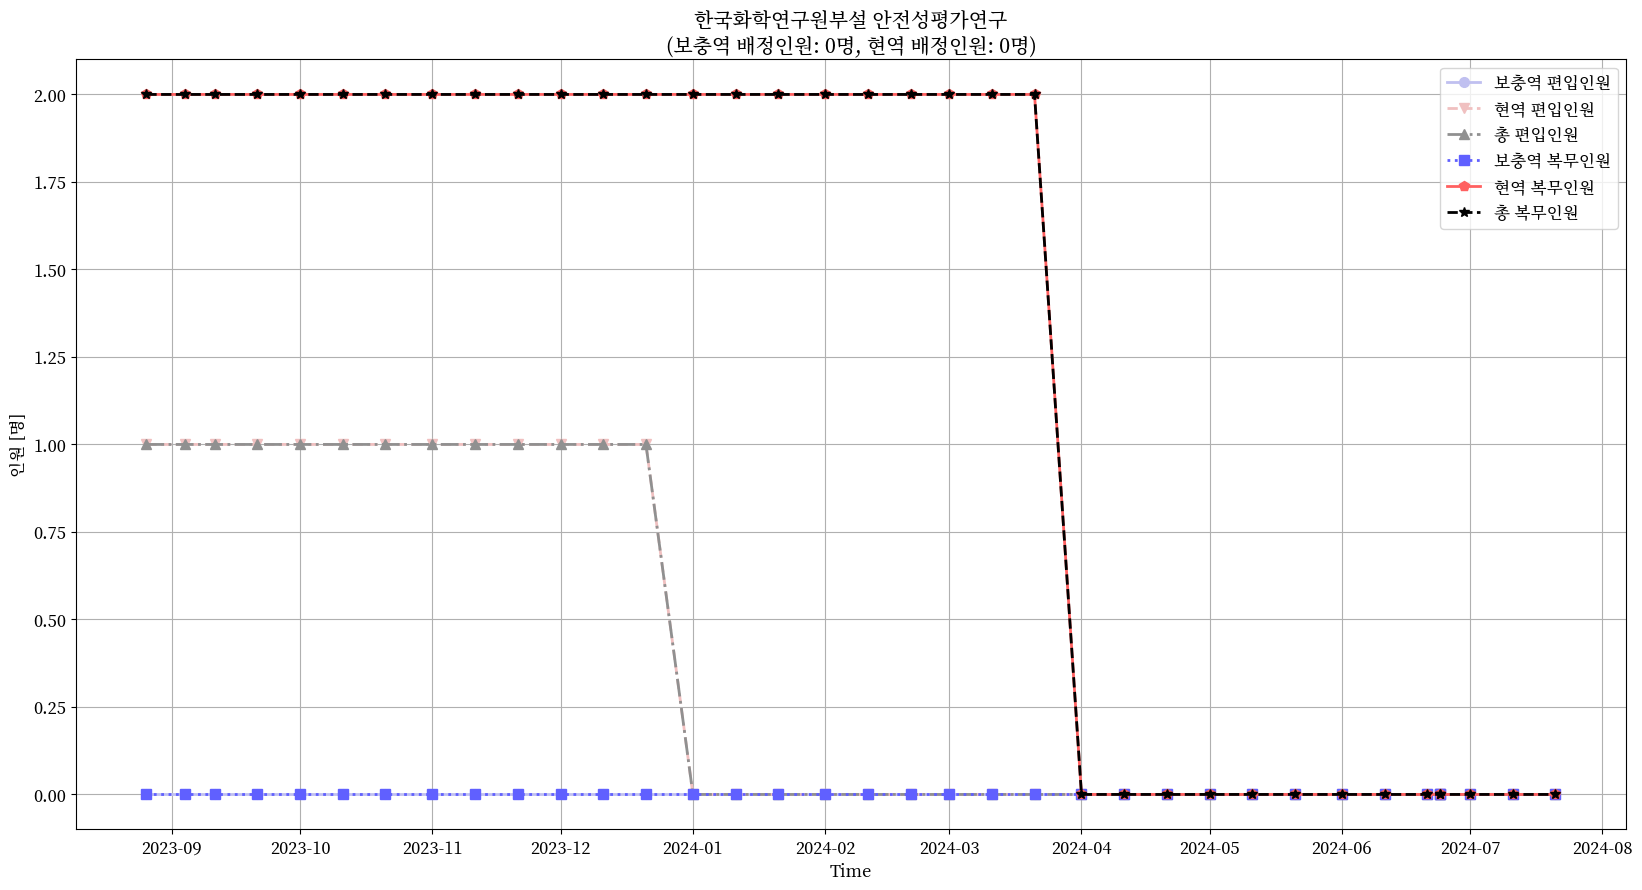 한국화학연구원부설 안전성평가연구
(보충역 배정인원: 0명, 현역 배정인원: 0명)
보충역 편입인원
현역 편입인원
총 편입인원
보충역 복무인원
현역 복무인원
총 복무인원
인원 [명]
2.00
1.75
1.50
1.25
1.00
0.75
0.50
0.25
0.00
2023-09 2023-10 2023-11 2023-12 2024-01 2024-02 2024-03 2024-04 2024-05 2024-06 2024-07 2024-08
Time